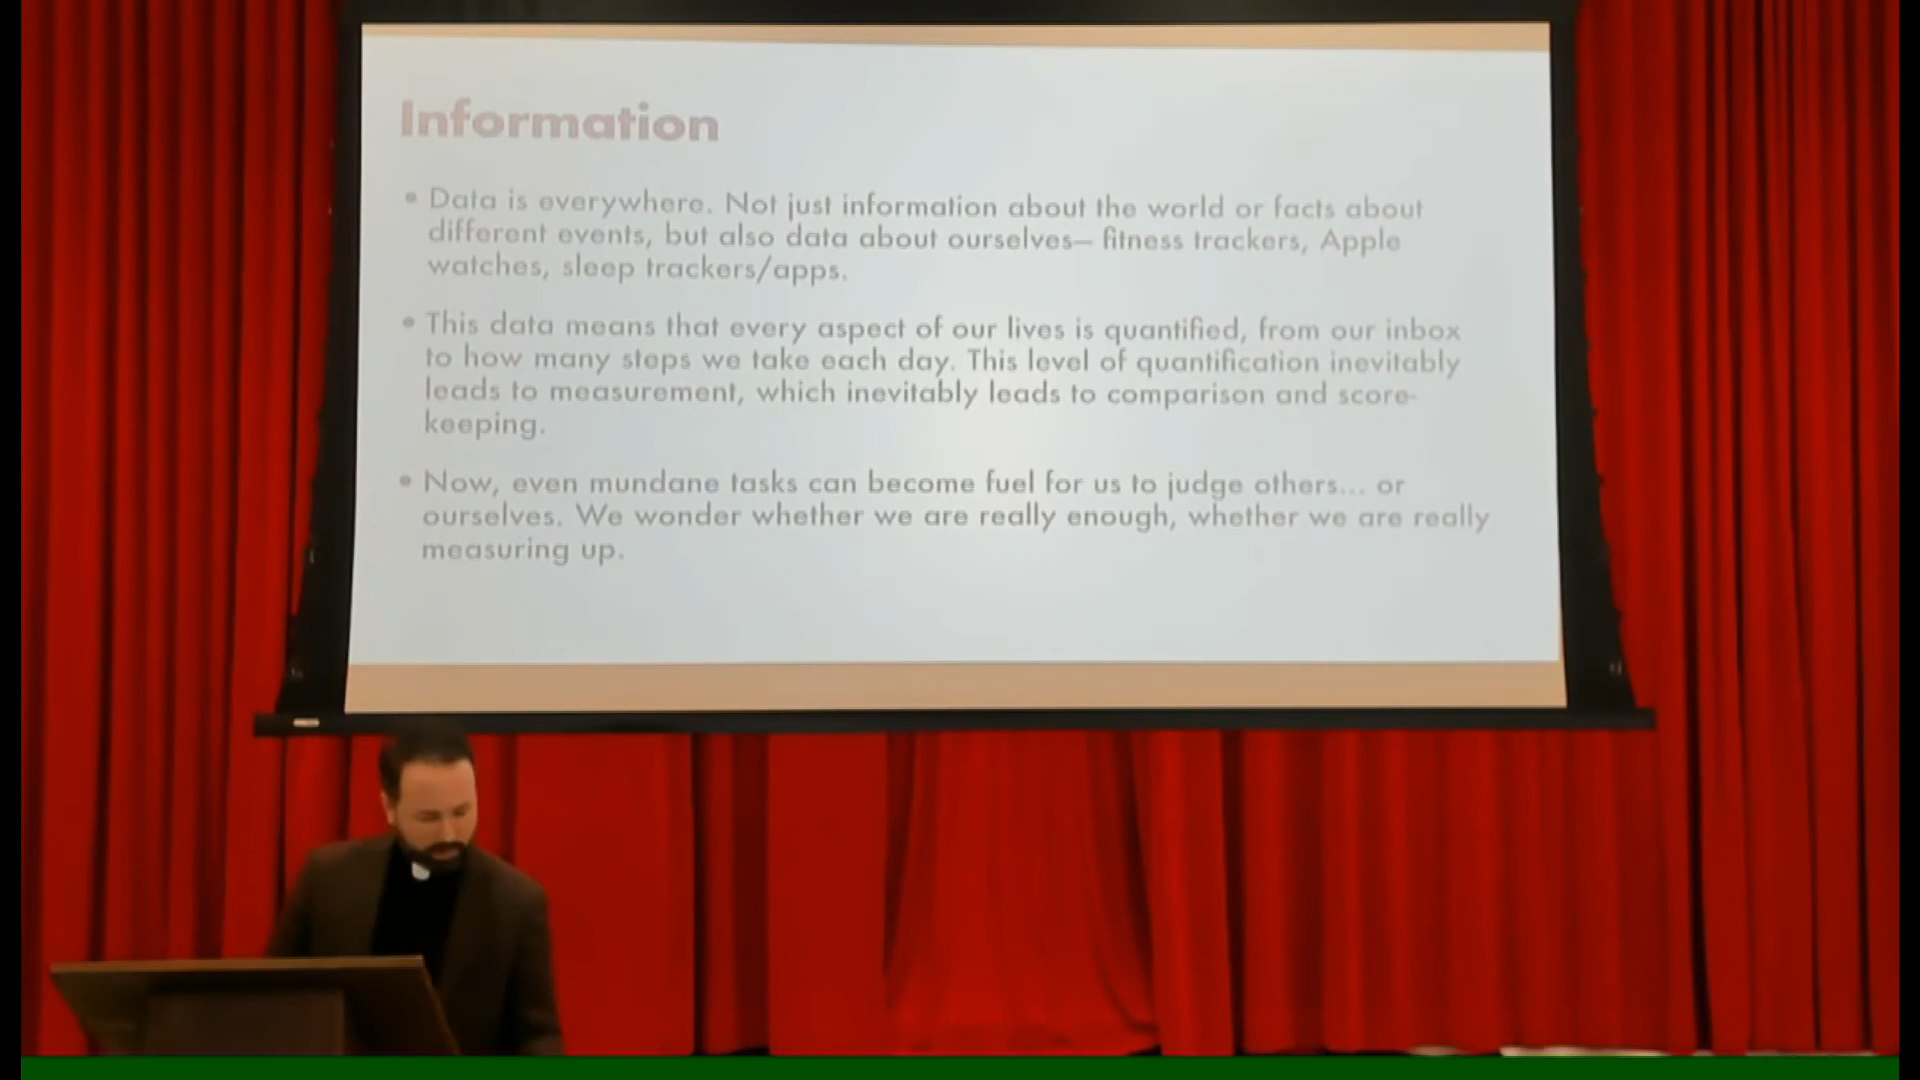 Information
• Data is everywhere. Not just information about the world or facts about
different events, but also data about ourselves— fitness trackers, Apple
watches, sleep trackers/apps.
• This data means that every aspect of our lives is quantified, from our inbox
to how many steps we take each day. This level of quantification inevitably
leads to measurement, which inevitably leads to comparison and score-
keeping.
• Now, even mundane tasks can become fuel for us to judge others... or
ourselves. We wonder whether we are really enough, whether we are really
measuring up.